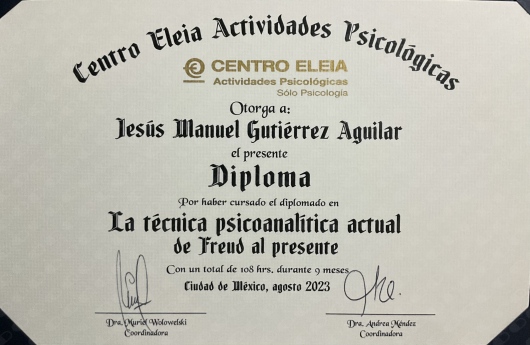 Centro Eleia Actividades Psicológicas
CENTRO ELEIA
Actividades Psicológicas
Sólo Psicología
Otorga a:
Jesús Manuel Gutiérrez Aguilar
el presente
Diploma
Por haber cursado el diplomado en
La técnica psicoanalítica actual
de Freud al presente
Con un total de 108 hrs. durante 9 meses
Ciudad de México, agosto 2023
Dra. Muriel Wolowelski
Coordinadora
Dra. Andrea Méndez
Coordinadora